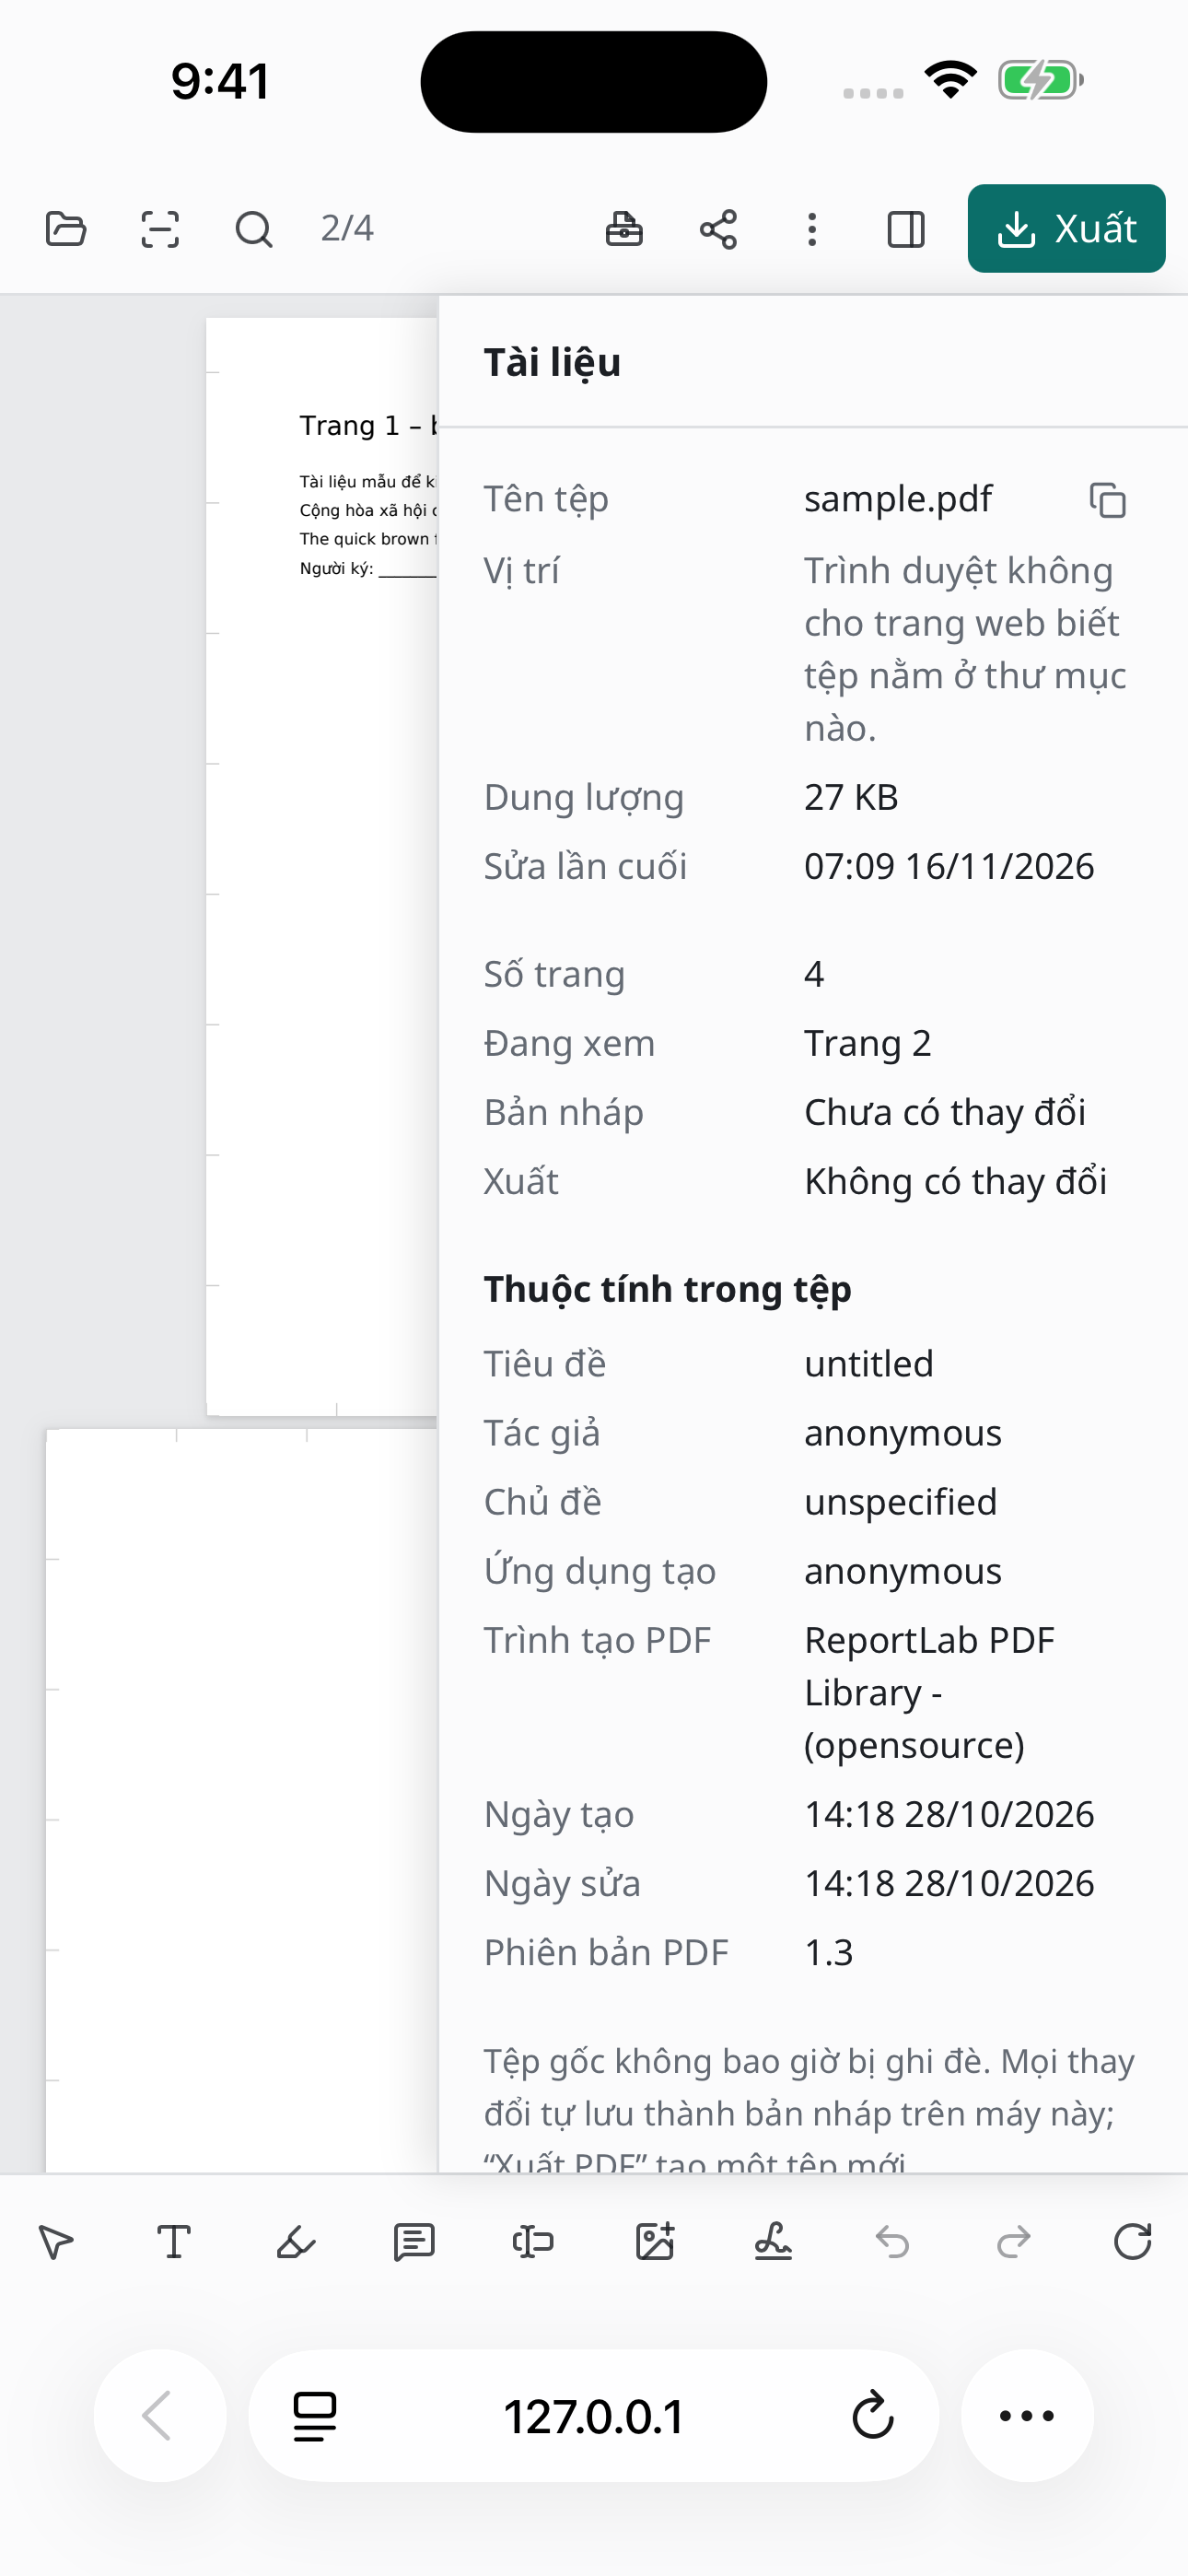 9:41
2/4
Xuất
Trang 1 –
Tài liệu mẫu để
Cộng hòa xã hội
The quick brown
Người ký:
Tài liệu
Tên tệp sample.pdf
Vị trí Trình duyệt không
cho trang web biết
tệp nằm ở thư mục
nào.
Dung lượng 27 KB
Sửa lần cuối 07:09 16/11/2026
Số trang 4
Đang xem Trang 2
Bản nháp Chưa có thay đổi
Xuất Không có thay đổi
Thuộc tính trong tệp
Tiêu đề untitled
Tác giả anonymous
Chủ đề unspecified
Ứng dụng tạo anonymous
Trình tạo PDF ReportLab PDF
Library -
(opensource)
Ngày tạo 14:18 28/10/2026
Ngày sửa 14:18 28/10/2026
Phiên bản PDF 1.3
Tệp gốc không bao giờ bị ghi đè. Mọi thay
đổi tự lưu thành bản nháp trên máy này;
“Xuất PDF” tạo một tệp mới
127.0.0.1